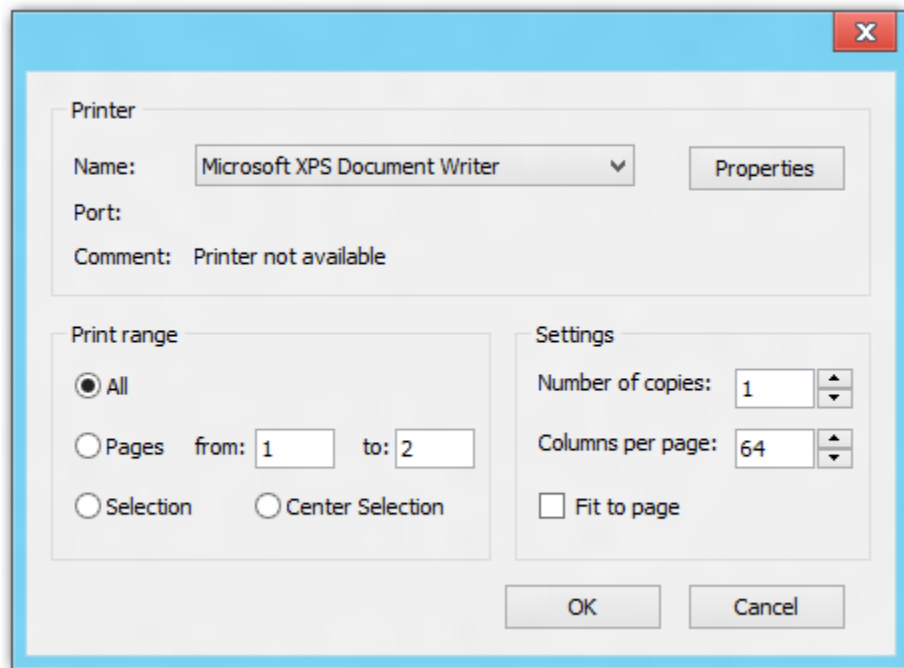 X
Printer
Name: Microsoft XPS Document Writer Properties
Port:
Comment: Printer not available
Print range
All
Pages from: 1 to: 2
Selection Center Selection
Settings
Number of copies: 1
Columns per page: 64
Fit to page
OK Cancel